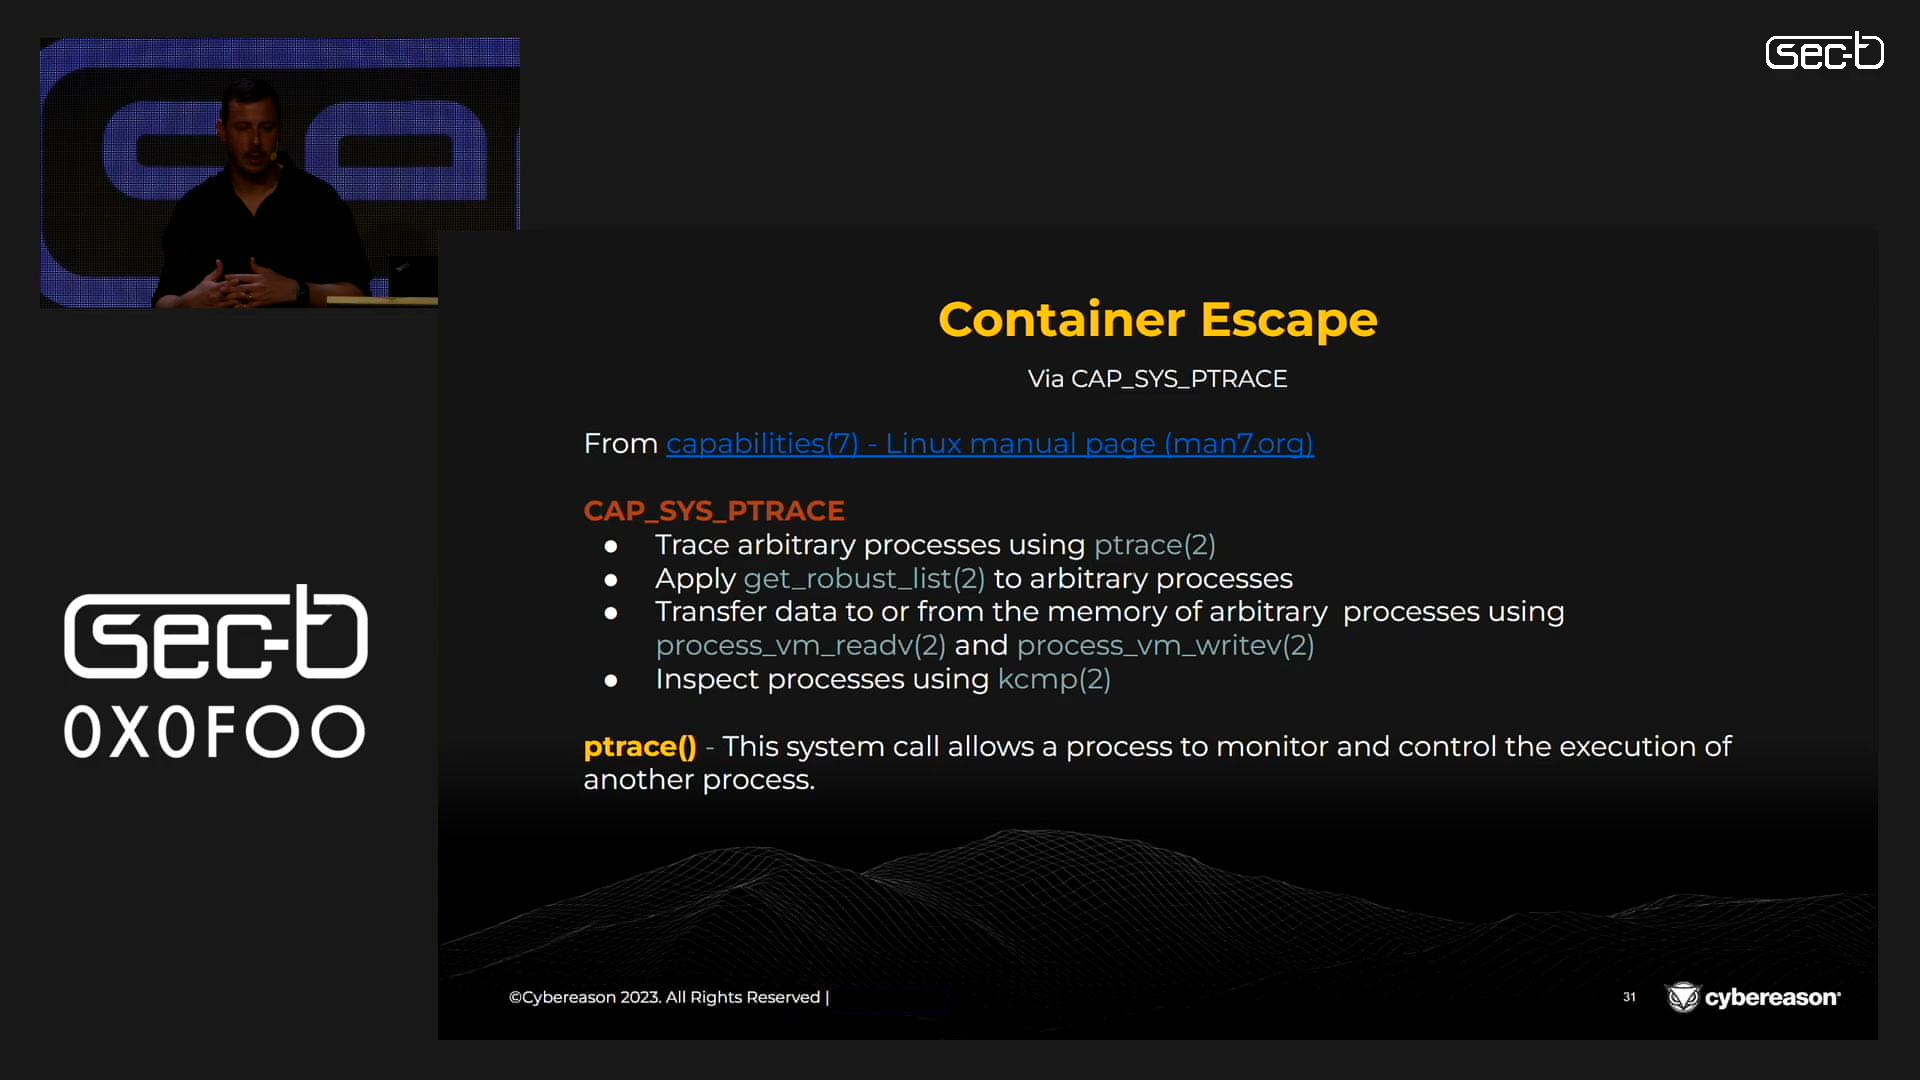 sec-t
Container Escape
Via CAP_SYS_PTRACE
From capabilities(7) - Linux manual page (man7.org)
CAP_SYS_PTRACE
● Trace arbitrary processes using ptrace(2)
● Apply get_robust_list(2) to arbitrary processes
● Transfer data to or from the memory of arbitrary processes using
process_vm_readv(2) and process_vm_writev(2)
● Inspect processes using kcmp(2)
ptrace() - This system call allows a process to monitor and control the execution of
another process.
sec-t
0X0F00
©Cybereason 2023. All Rights Reserved |
31
cybereason®